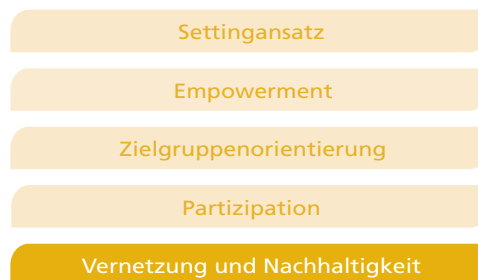 Settingansatz
Empowerment
Zielgruppenorientierung
Partizipation
Vernetzung und Nachhaltigkeit